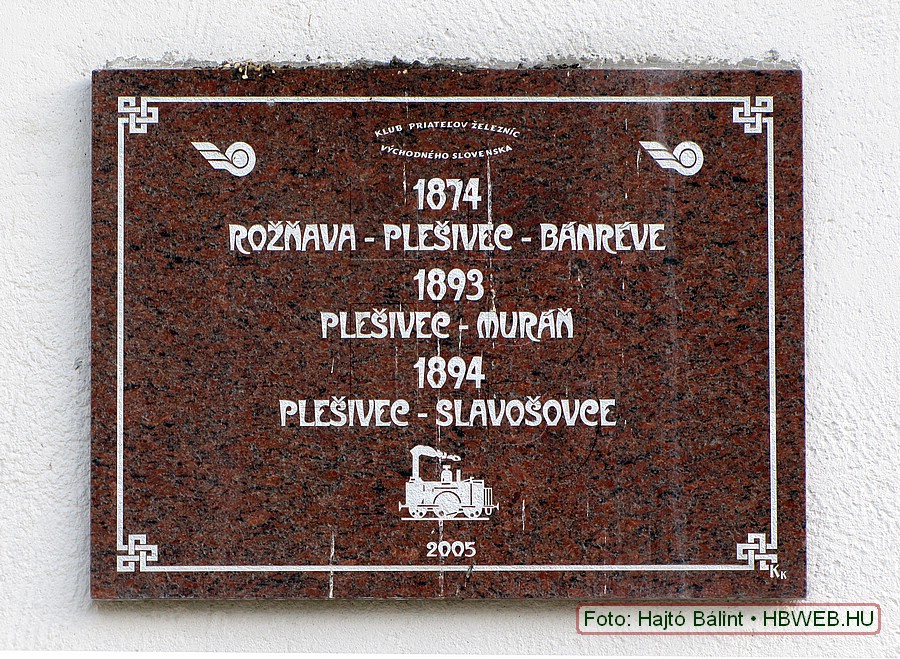 KLUB PRIATEĽOV ŽELEZNÍC
VÝCHODNÉHO SLOVENSKA
1874
ROŽŇAVA - PLEŠIVEC - BÁNRÉVE
1893
PLEŠIVEC - MURÁŇ
1894
PLEŠIVEC - SLAVOŠOVCE
2005
KK
Foto: Hajtó Bálint • HBWEB.HU